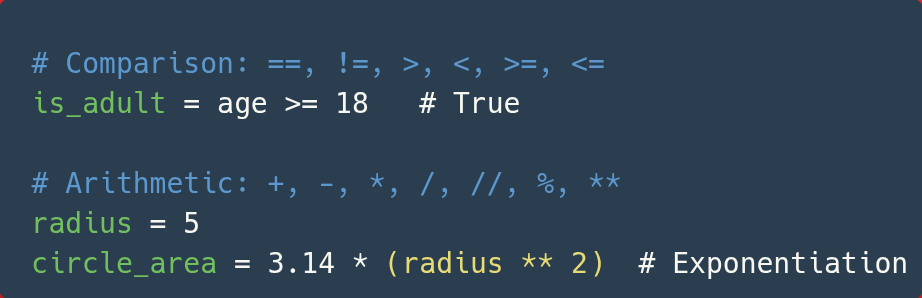 # Comparison: ==, !=, >, <, >=, <=
is_adult = age >= 18   # True
# Arithmetic: +, -, *, /, //, %, **
radius = 5
circle_area = 3.14 * (radius ** 2)  # Exponentiation